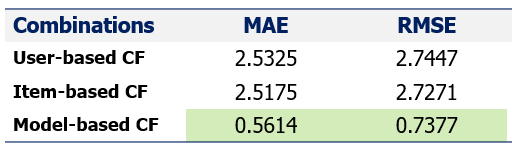 Combinations MAE RMSE
User-based CF 2.5325 2.7447
Item-based CF 2.5175 2.7271
Model-based CF 0.5614 0.7377